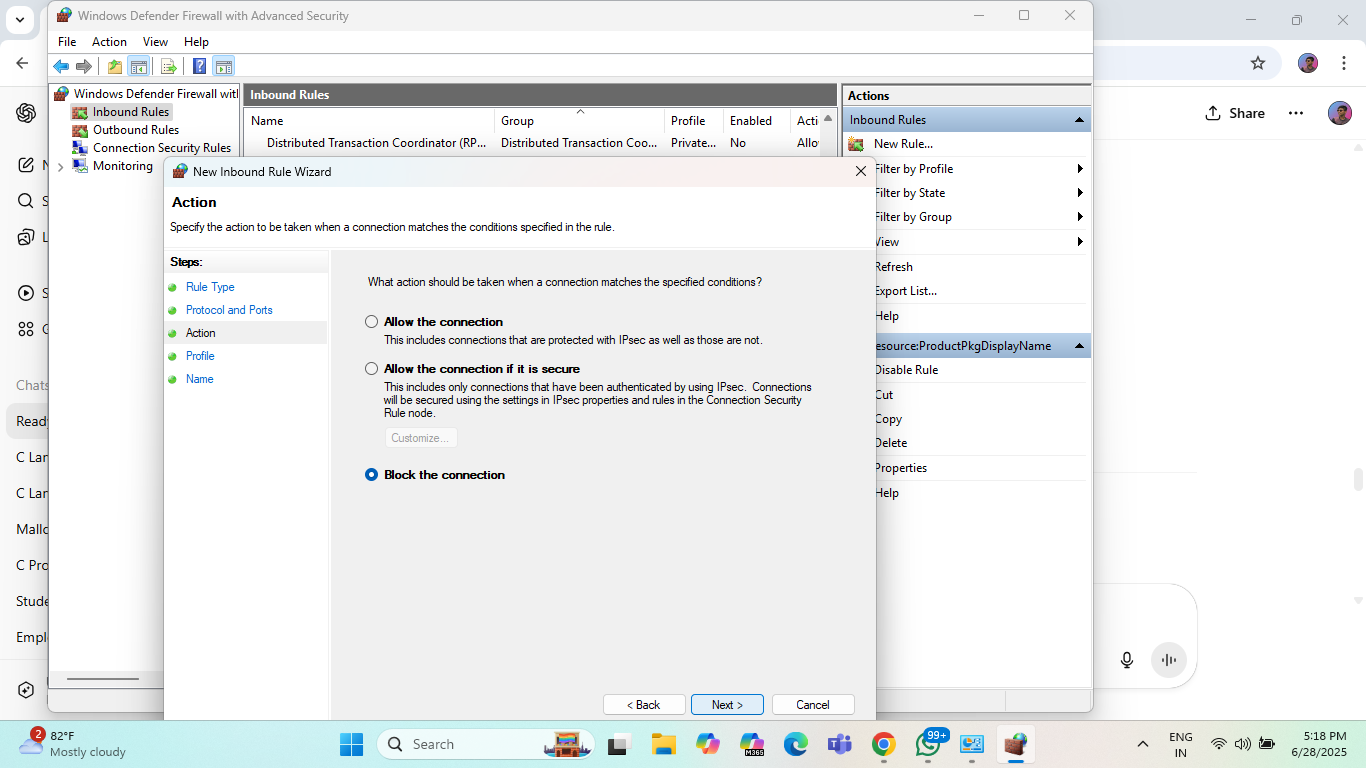 Windows Defender Firewall with Advanced Security
File Action View Help
Windows Defender Firewall wit
Inbound Rules
Outbound Rules
Connection Security Rules
Monitoring
Inbound Rules
Name Group Profile Enabled Acti
Distributed Transaction Coordinator (RP... Distributed Transaction Coo... Private... No Allo
Actions
Inbound Rules
New Rule...
Filter by Profile
Filter by State
Filter by Group
View
Refresh
Export List...
Help
esource:ProductPkgDisplayName
Disable Rule
Cut
Copy
Delete
Properties
Help
New Inbound Rule Wizard
Action
Specify the action to be taken when a connection matches the conditions specified in the rule.
Steps:
Rule Type
Protocol and Ports
Action
Profile
Name
What action should be taken when a connection matches the specified conditions?
Allow the connection
This includes connections that are protected with IPsec as well as those are not.
Allow the connection if it is secure
This includes only connections that have been authenticated by using IPsec. Connections
will be secured using the settings in IPsec properties and rules in the Connection Security
Rule node.
Customize...
Block the connection
< Back Next > Cancel
Share
Chats
Ready
C Lar
C Lar
Mallo
C Pro
Stude
Empl
2
82°F
Mostly cloudy
Search
M365
99+
ENG
IN
5:18 PM
6/28/2025